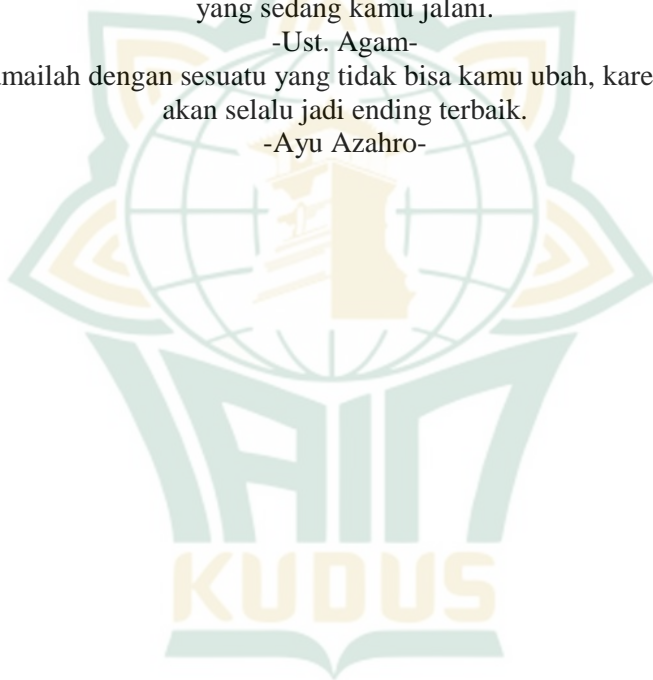 yang sedang kamu jalani.
-Ust. Agam-
mailah dengan sesuatu yang tidak bisa kamu ubah, kare
akan selalu jadi ending terbaik.
-Ayu Azahro-
IAIN
KUDUS